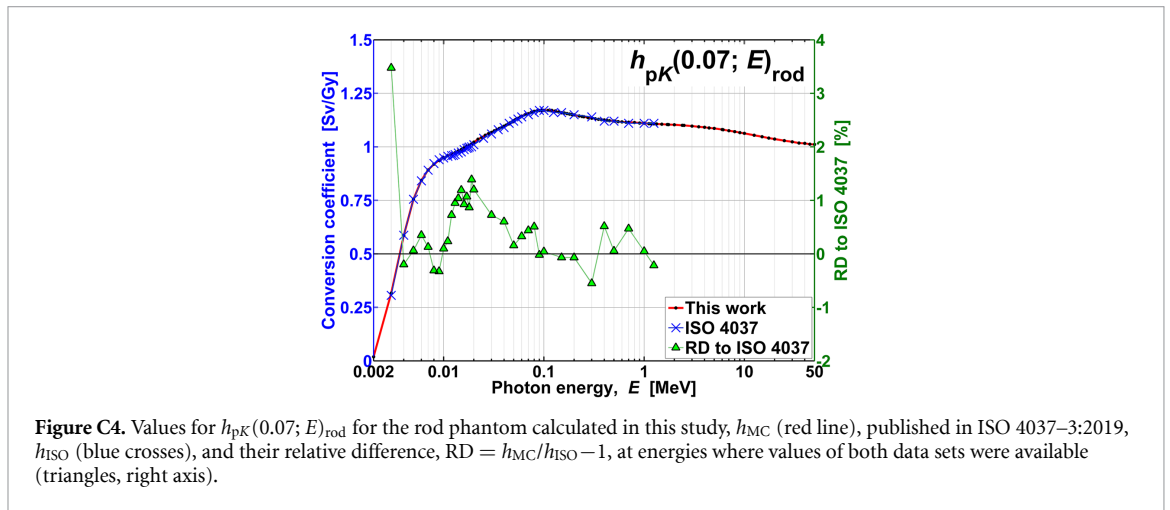 h_pK(0.07; E)_rod
1.5
1.25
1
0.75
0.5
0.25
0
Conversion coefficient [Sv/Gy]
4
3
2
1
0
-1
-2
RD to ISO 4037 [%]
This work
ISO 4037
RD to ISO 4037
0.002 0.01 0.1 1 10 50
Photon energy, E [MeV]
Figure C4. Values for h_pK(0.07; E)_rod for the rod phantom calculated in this study, h_MC (red line), published in ISO 4037–3:2019,
h_ISO (blue crosses), and their relative difference, RD = h_MC/h_ISO−1, at energies where values of both data sets were available
(triangles, right axis).